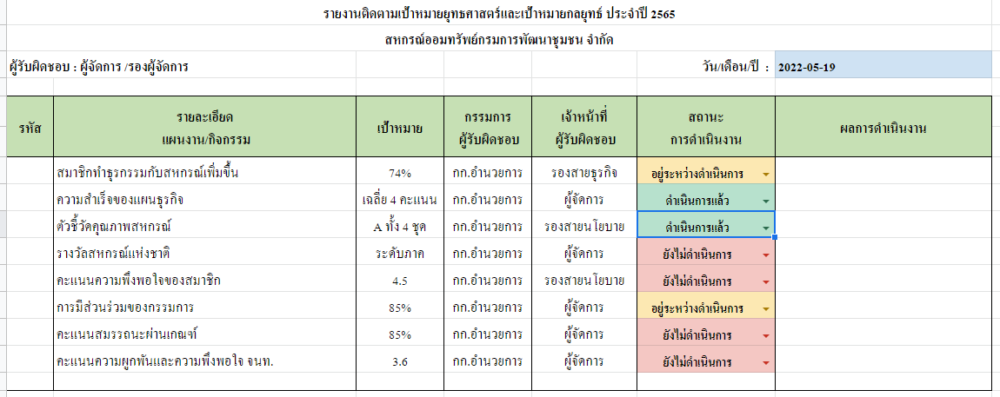 รายงานติดตามเป้าหมายยุทธศาสตร์และเป้าหมายกลยุทธ์ ประจำปี 2565
สหกรณ์ออมทรัพย์กรมการพัฒนาชุมชน จำกัด
ผู้รับผิดชอบ : ผู้จัดการ /รองผู้จัดการ วัน/เดือน/ปี : 2022-05-19
รหัส รายละเอียด แผนงาน/กิจกรรม เป้าหมาย กรรมการ ผู้รับผิดชอบ เจ้าหน้าที่ ผู้รับผิดชอบ สถานะ การดำเนินงาน ผลการดำเนินงาน
สมาชิกทำธุรกรรมกับสหกรณ์เพิ่มขึ้น 74% กก.อำนวยการ รองสายธุรกิจ อยู่ระหว่างดำเนินการ
ความสำเร็จของแผนธุรกิจ เฉลี่ย 4 คะแนน กก.อำนวยการ ผู้จัดการ ดำเนินการแล้ว
ตัวชี้วัดคุณภาพสหกรณ์ A ทั้ง 4 ชุด กก.อำนวยการ รองสายนโยบาย ดำเนินการแล้ว
รางวัลสหกรณ์แห่งชาติ ระดับภาค กก.อำนวยการ ผู้จัดการ ยังไม่ดำเนินการ
คะแนนความพึงพอใจของสมาชิก 4.5 กก.อำนวยการ รองสายนโยบาย ยังไม่ดำเนินการ
การมีส่วนร่วมของกรรมการ 85% กก.อำนวยการ ผู้จัดการ อยู่ระหว่างดำเนินการ
คะแนนสมรรถนะผ่านเกณฑ์ 85% กก.อำนวยการ ผู้จัดการ ยังไม่ดำเนินการ
คะแนนความผูกพันและความพึงพอใจ จนท. 3.6 กก.อำนวยการ ผู้จัดการ ยังไม่ดำเนินการ